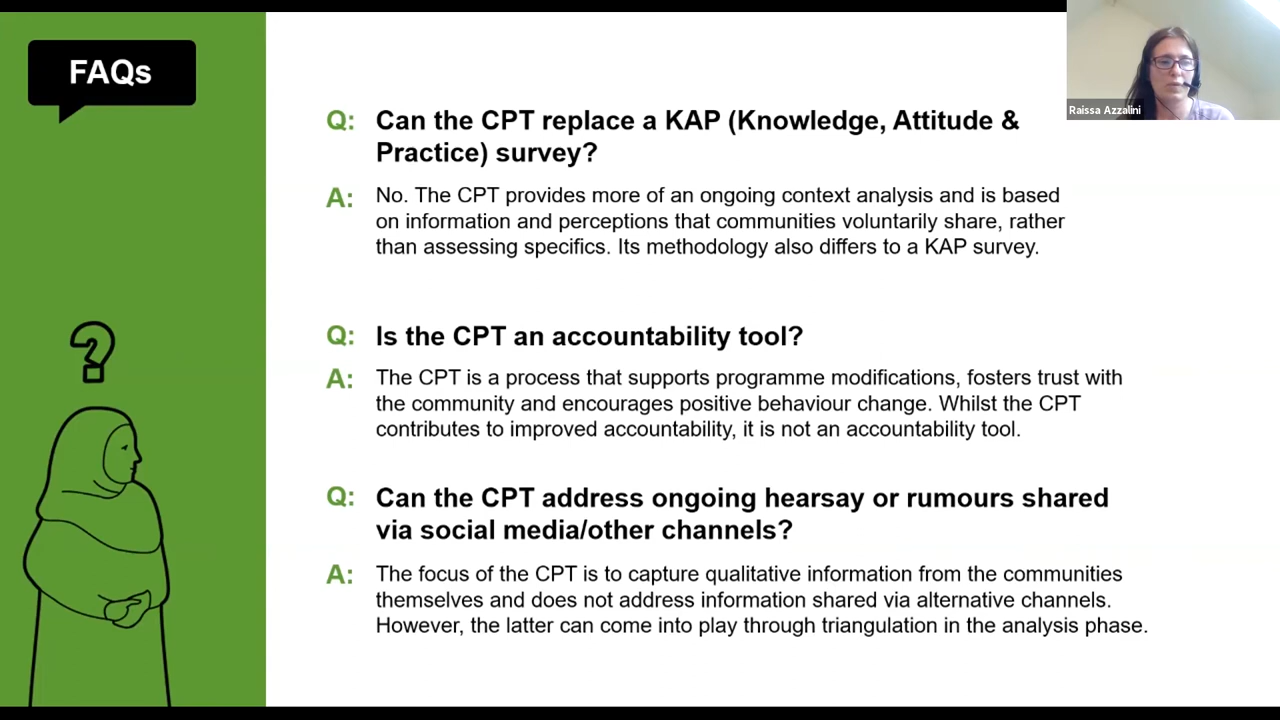 FAQs
Raissa Azzalini
Q: Can the CPT replace a KAP (Knowledge, Attitude &
Practice) survey?
A: No. The CPT provides more of an ongoing context analysis and is based
on information and perceptions that communities voluntarily share, rather
than assessing specifics. Its methodology also differs to a KAP survey.
Q: Is the CPT an accountability tool?
A: The CPT is a process that supports programme modifications, fosters trust with
the community and encourages positive behaviour change. Whilst the CPT
contributes to improved accountability, it is not an accountability tool.
Q: Can the CPT address ongoing hearsay or rumours shared
via social media/other channels?
A: The focus of the CPT is to capture qualitative information from the communities
themselves and does not address information shared via alternative channels.
However, the latter can come into play through triangulation in the analysis phase.